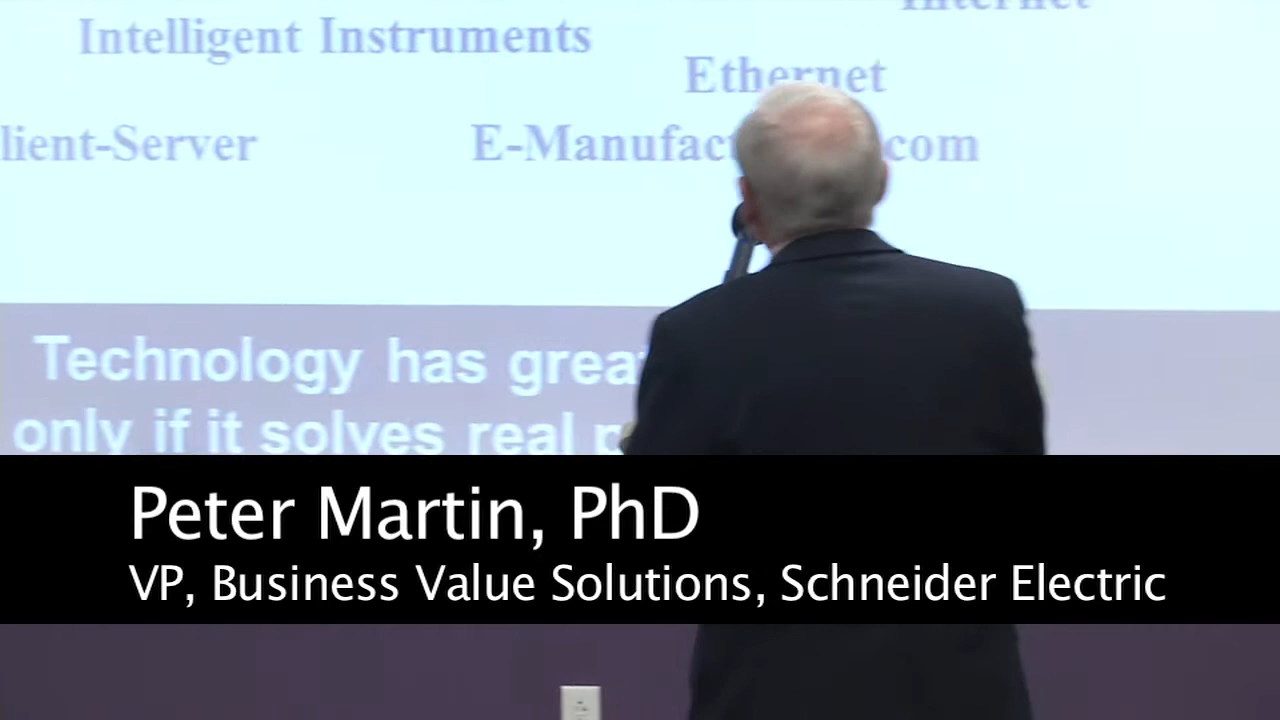 Internet
Intelligent Instruments
Ethernet
lient-Server
E-Manufact com
Technology has grea
only if it solves real p
Peter Martin, PhD
VP, Business Value Solutions, Schneider Electric